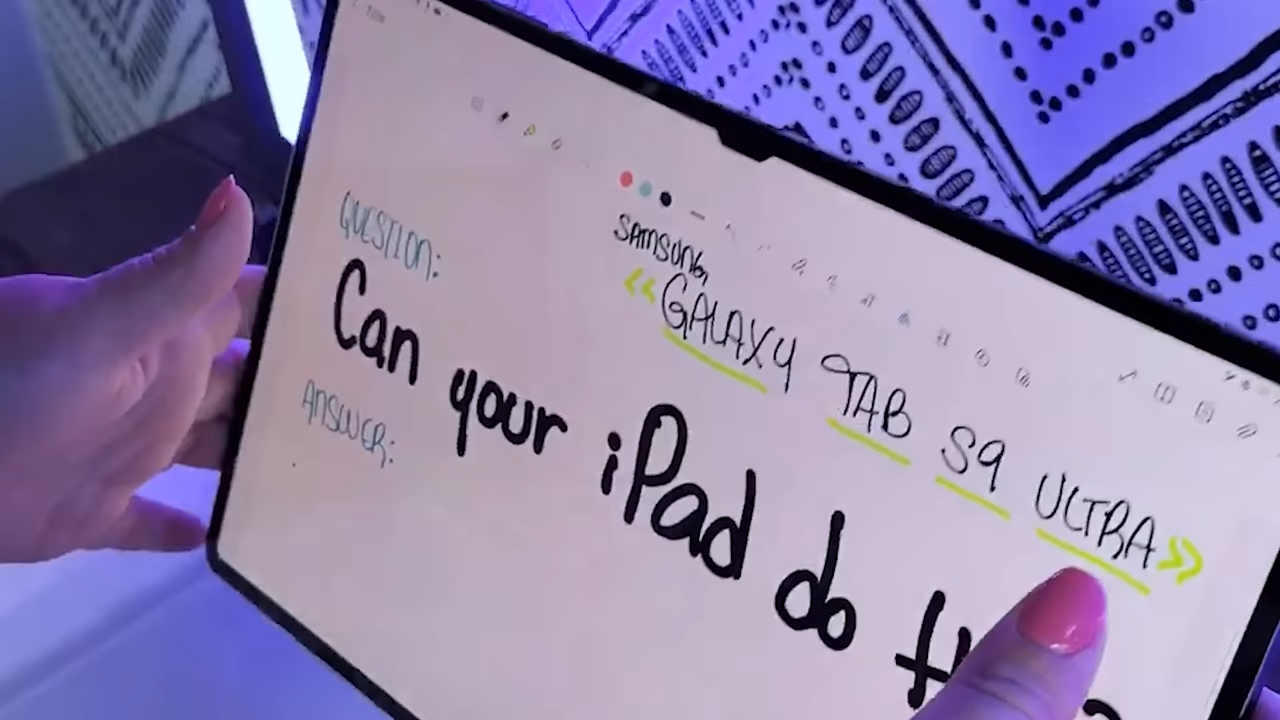 SAMSUNG
«GALAXY TAB S9 ULTRA»
QUESTION:
Can your iPad do
ANSWER: